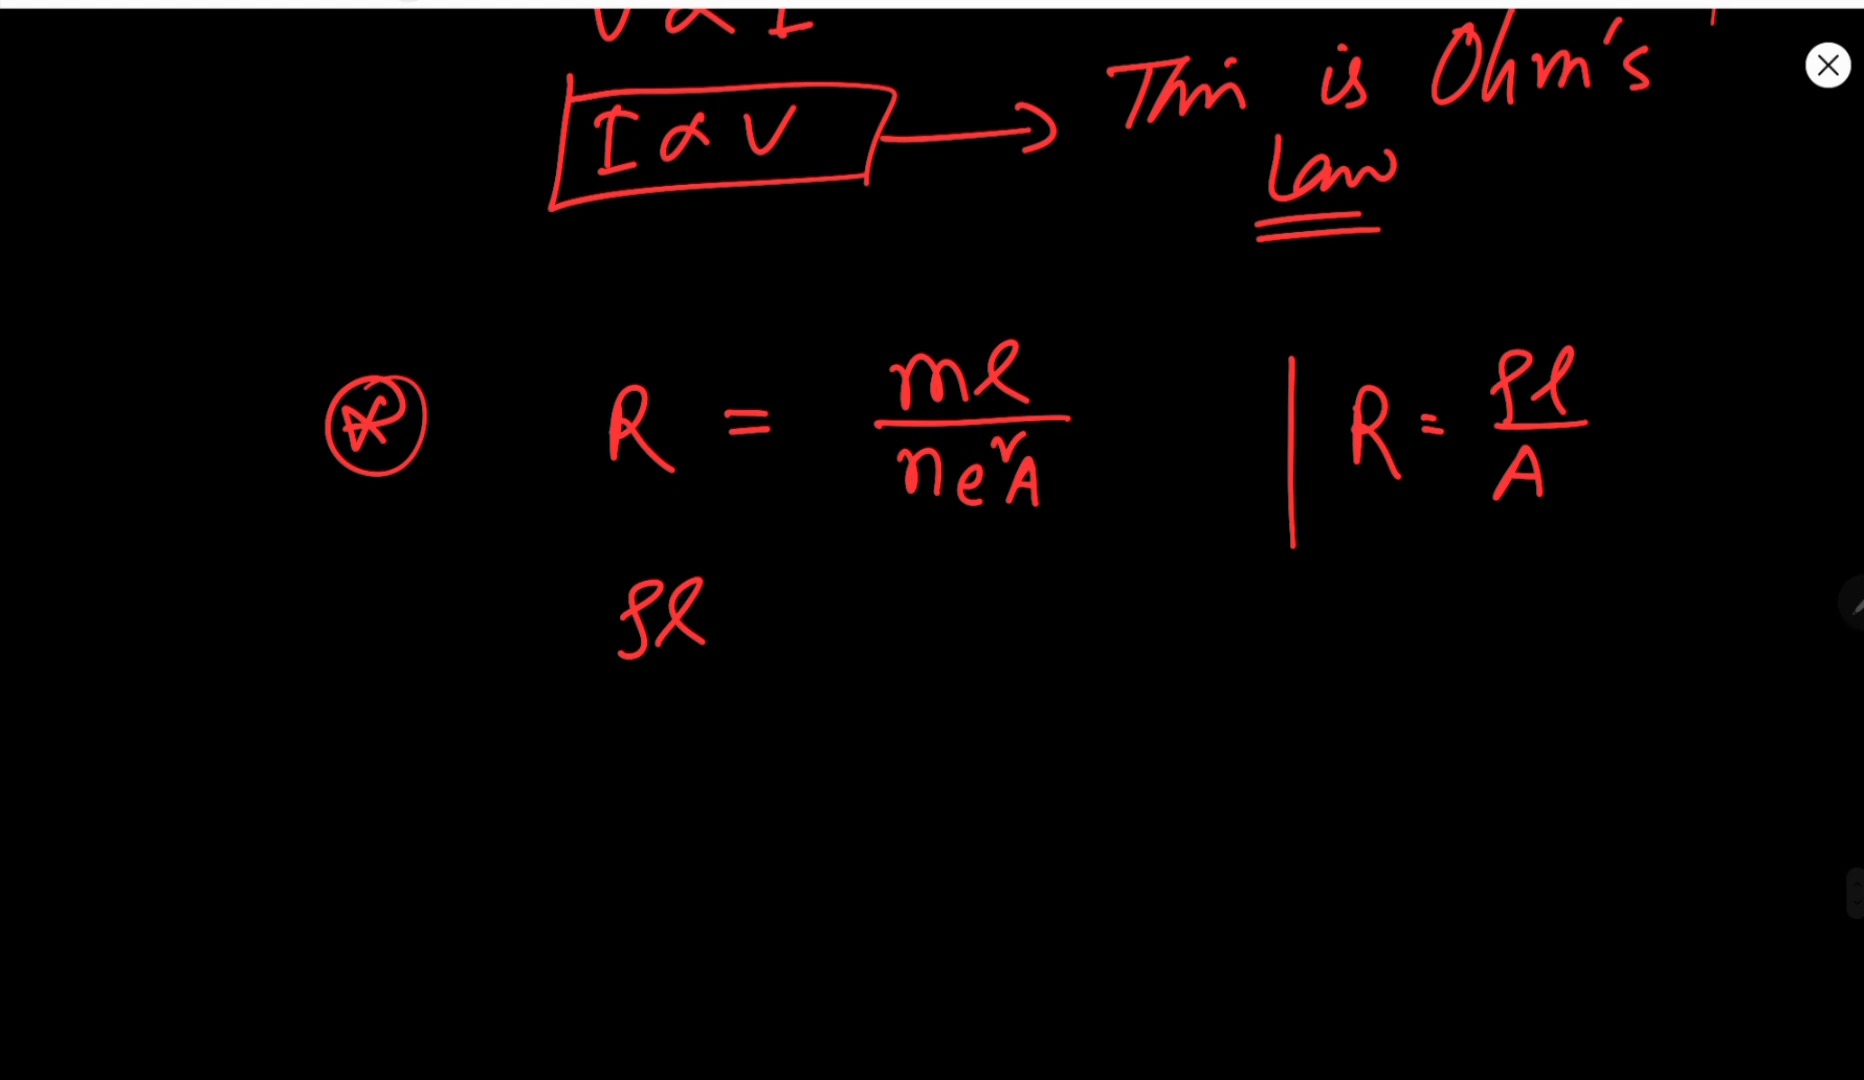 V ∝ I
I ∝ V → This is Ohm's
Law
R = ml / ne²A | R = ρl / A
ρl